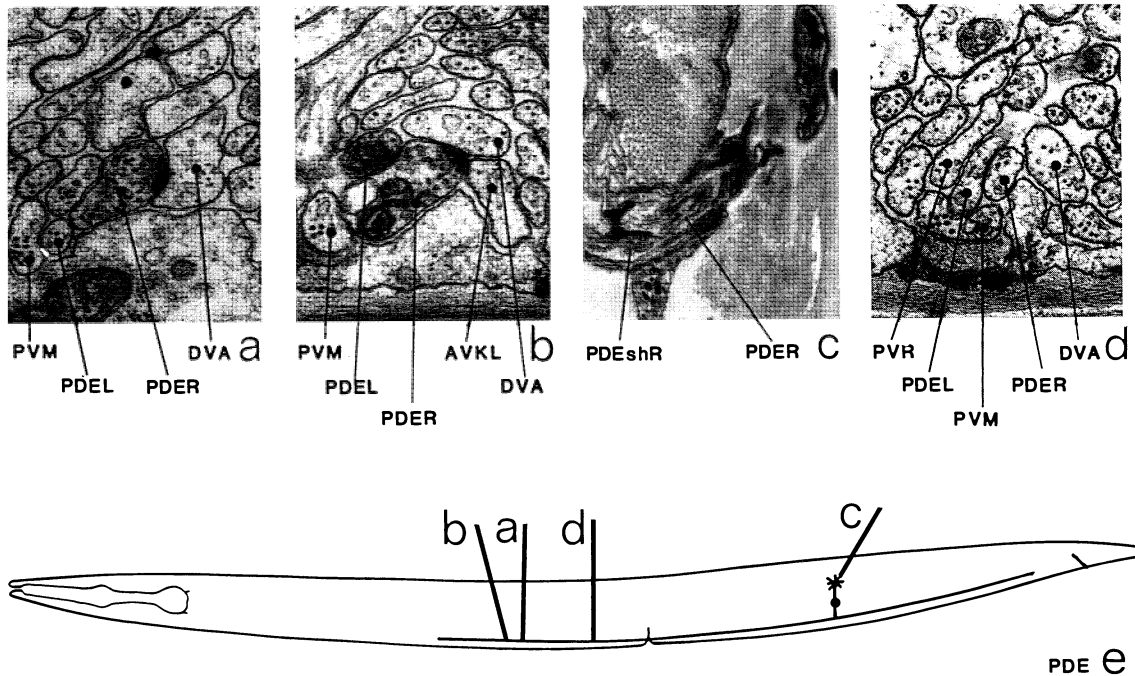 PVM DVA a
PDEL PDER
PVM AVKL b
PDEL DVA
PDER
PDEshR PDER c
PVR DVA d
PDEL PDER
PVM
b a d c
PDE e